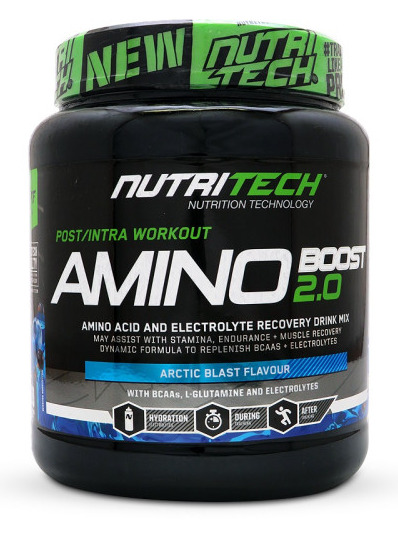 NEW
NUTRI
TECH
NUTRITECH®
NUTRITION TECHNOLOGY
POST/INTRA WORKOUT
AMINO BOOST
2.0
AMINO ACID AND ELECTROLYTE RECOVERY DRINK MIX
MAY ASSIST WITH STAMINA, ENDURANCE + MUSCLE RECOVERY
DYNAMIC FORMULA TO REPLENISH BCAAs + ELECTROLYTES
ARCTIC BLAST FLAVOUR
WITH BCAAs, L-GLUTAMINE AND ELECTROLYTES
HYDRATION DURING AFTER